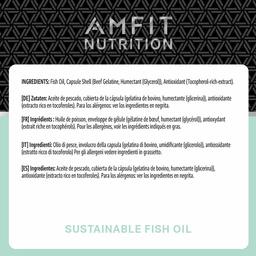 AMFIT
NUTRITION
INGREDIENTS: Fish Oil, Capsule Shell (Beef Gelatine, Humectant (Glycerol)), Antioxidant (Tocopherol-rich-extract).
[DE] Zutaten: Aceite de pescado, cubierta de la cápsula (gelatina de bovino, humectante (glicerina)), antioxidante
(extracto rico en tocoferoles). Para los alérgenos: ver los ingredientes en negrita.
[FR] Ingrédients : Huile de poisson, enveloppe de gélule (gélatine de bœuf, humectant (glycérol)), antioxydant
(extrait riche en tocophérols). Pour les allergènes, voir les ingrédients indiqués en gras.
[IT] Ingredienti: Olio di pesce, involucro della capsula (gelatina di bovino, umidificante (glicerolo)), antiossidante
(estratto ricco di tocoferolo) Per gli allergeni vedere ingredienti in grassetto.
[ES] Ingredientes: Aceite de pescado, cubierta de la cápsula (gelatina de bovino, humectante (glicerina)),
antioxidante (extracto rico en tocoferoles). Para los alérgenos: ver los ingredientes en negrita.
SUSTAINABLE FISH OIL